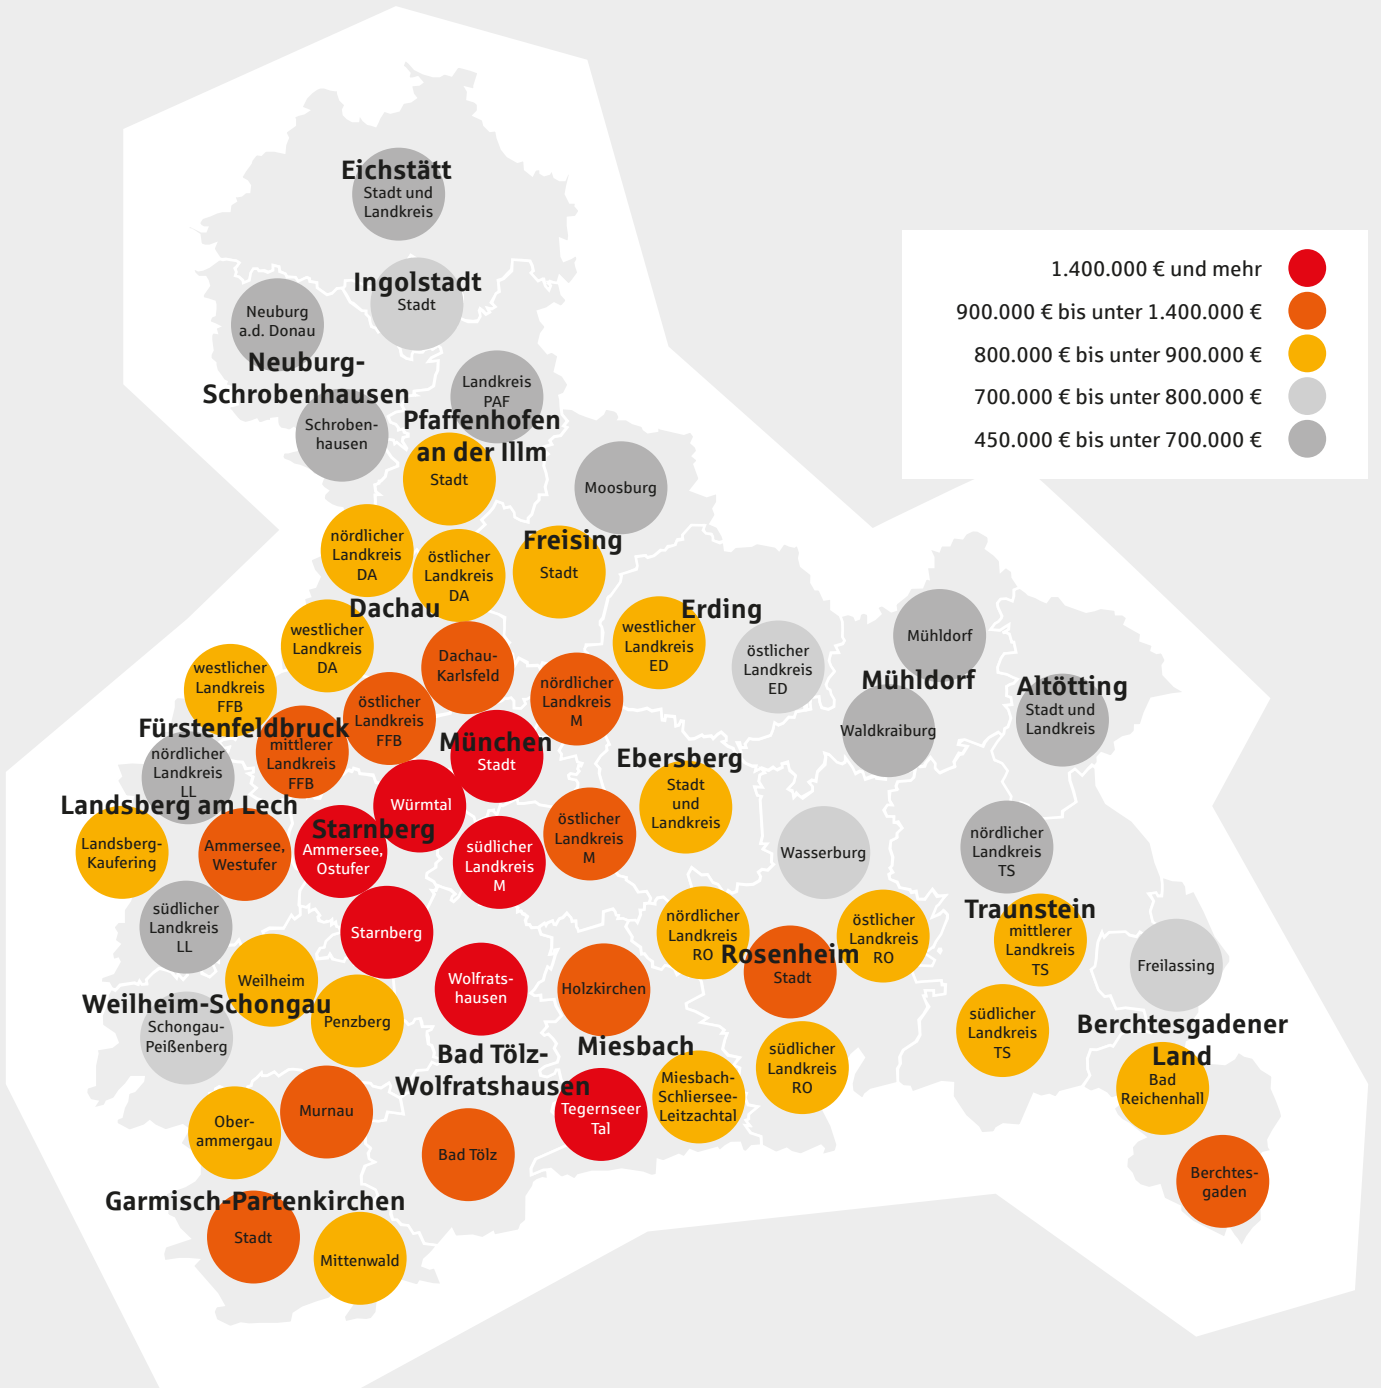 Eichstätt
Stadt und
Landkreis
Ingolstadt
Stadt
Neuburg
a.d. Donau
Neuburg-
Schrobenhausen
Schroben-
hausen
Landkreis
PAF
Pfaffenhofen
an der Illm
Stadt
1.400.000 € und mehr
900.000 € bis unter 1.400.000 €
800.000 € bis unter 900.000 €
700.000 € bis unter 800.000 €
450.000 € bis unter 700.000 €
Moosburg
Freising
Stadt
nördlicher
Landkreis
DA
östlicher
Landkreis
DA
Dachau
westlicher
Landkreis
DA
Dachau-
Karlsfeld
Erding
westlicher
Landkreis
ED
östlicher
Landkreis
ED
Mühldorf
Mühldorf
Waldkraiburg
Altötting
Stadt und
Landkreis
westlicher
Landkreis
FFB
Fürstenfeldbruck
mittlerer
Landkreis
FFB
östlicher
Landkreis
FFB
nördlicher
Landkreis
M
München
Stadt
Würmtal
südlicher
Landkreis
M
östlicher
Landkreis
M
Ebersberg
Stadt
und
Landkreis
nördlicher
Landkreis
LL
Landsberg am Lech
Landsberg-
Kaufering
Ammersee,
Westufer
südlicher
Landkreis
LL
Starnberg
Ammersee,
Ostufer
Starnberg
Wasserburg
nördlicher
Landkreis
RO
Rosenheim
Stadt
östlicher
Landkreis
RO
südlicher
Landkreis
RO
nördlicher
Landkreis
TS
Traunstein
mittlerer
Landkreis
TS
südlicher
Landkreis
TS
Freilassing
Berchtesgadener
Land
Bad
Reichenhall
Berchtes-
gaden
Weilheim
Weilheim-Schongau
Schongau-
Peißenberg
Penzberg
Wolfrats-
hausen
Bad Tölz-
Wolfratshausen
Bad Tölz
Holzkirchen
Miesbach
Tegernseer
Tal
Miesbach-
Schliersee-
Leitzachtal
Ober-
ammergau
Murnau
Garmisch-Partenkirchen
Stadt
Mittenwald